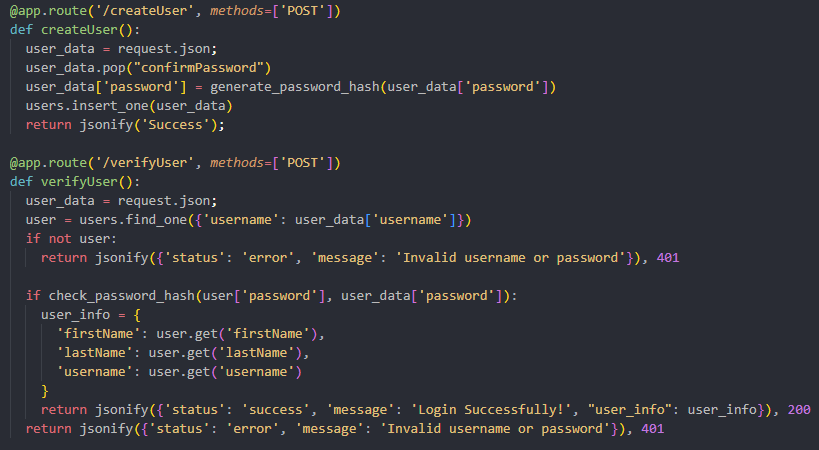 @app.route('/createUser', methods=['POST'])
def createUser():
  user_data = request.json;
  user_data.pop("confirmPassword")
  user_data['password'] = generate_password_hash(user_data['password'])
  users.insert_one(user_data)
  return jsonify('Success');

@app.route('/verifyUser', methods=['POST'])
def verifyUser():
  user_data = request.json;
  user = users.find_one({'username': user_data['username']})
  if not user:
    return jsonify({'status': 'error', 'message': 'Invalid username or password'}), 401

  if check_password_hash(user['password'], user_data['password']):
    user_info = {
      'firstName': user.get('firstName'),
      'lastName': user.get('lastName'),
      'username': user.get('username')
    }
    return jsonify({'status': 'success', 'message': 'Login Successfully!', "user_info": user_info}), 200
  return jsonify({'status': 'error', 'message': 'Invalid username or password'}), 401